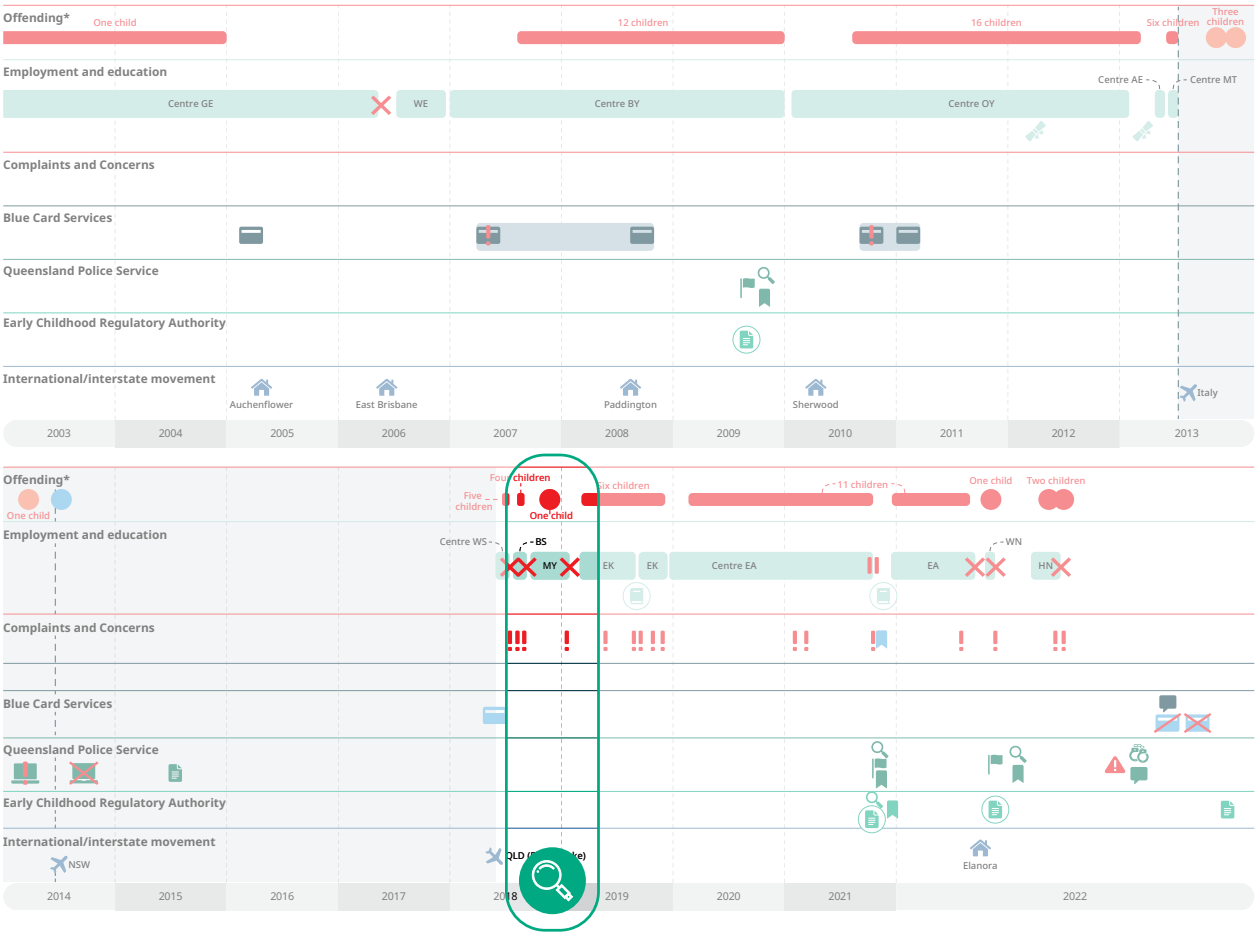 Offending*
One child
12 children
16 children
Six children
Three
children
Employment and education
Centre GE
WE
Centre BY
Centre OY
Centre AE
Centre MT
Complaints and Concerns
Blue Card Services
Queensland Police Service
Early Childhood Regulatory Authority
International/interstate movement
Auchenflower
East Brisbane
Paddington
Sherwood
Italy
2003
2004
2005
2006
2007
2008
2009
2010
2011
2012
2013
Offending*
One child
Five
children
Four children
One child
Six children
11 children
One child
Two children
Employment and education
Centre WS
BS
MY
EK
EK
Centre EA
EA
WN
HN
Complaints and Concerns
Blue Card Services
Queensland Police Service
Early Childhood Regulatory Authority
International/interstate movement
NSW
QLD
Elanora
2014
2015
2016
2017
2018
2019
2020
2021
2022